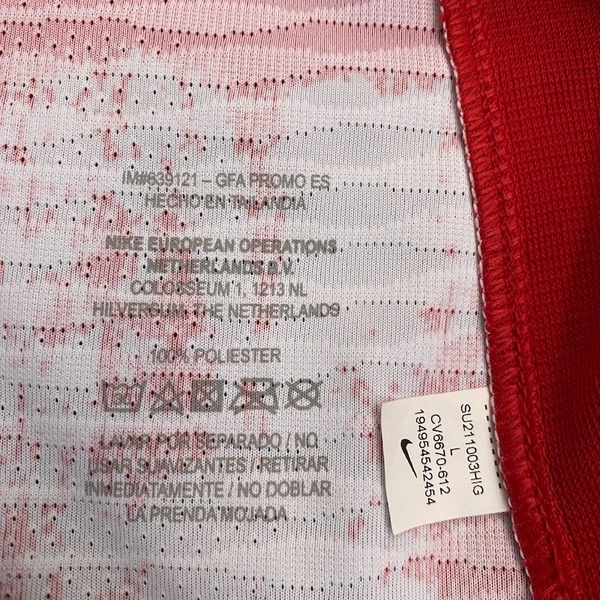 IM#639121 – GFA PROMO ES
HECHO EN TAILANDIA
NIKE EUROPEAN OPERATIONS
NETHERLANDS B.V.
COLOSSEUM 1, 1213 NL
HILVERSUM, THE NETHERLANDS
100% POLIESTER
LAVAR POR SEPARADO / NO
USAR SUAVIZANTES / RETIRAR
INMEDIATAMENTE / NO DOBLAR
LA PRENDA MOJADA
SU211003HIG
L
CV6670-612
194954542454